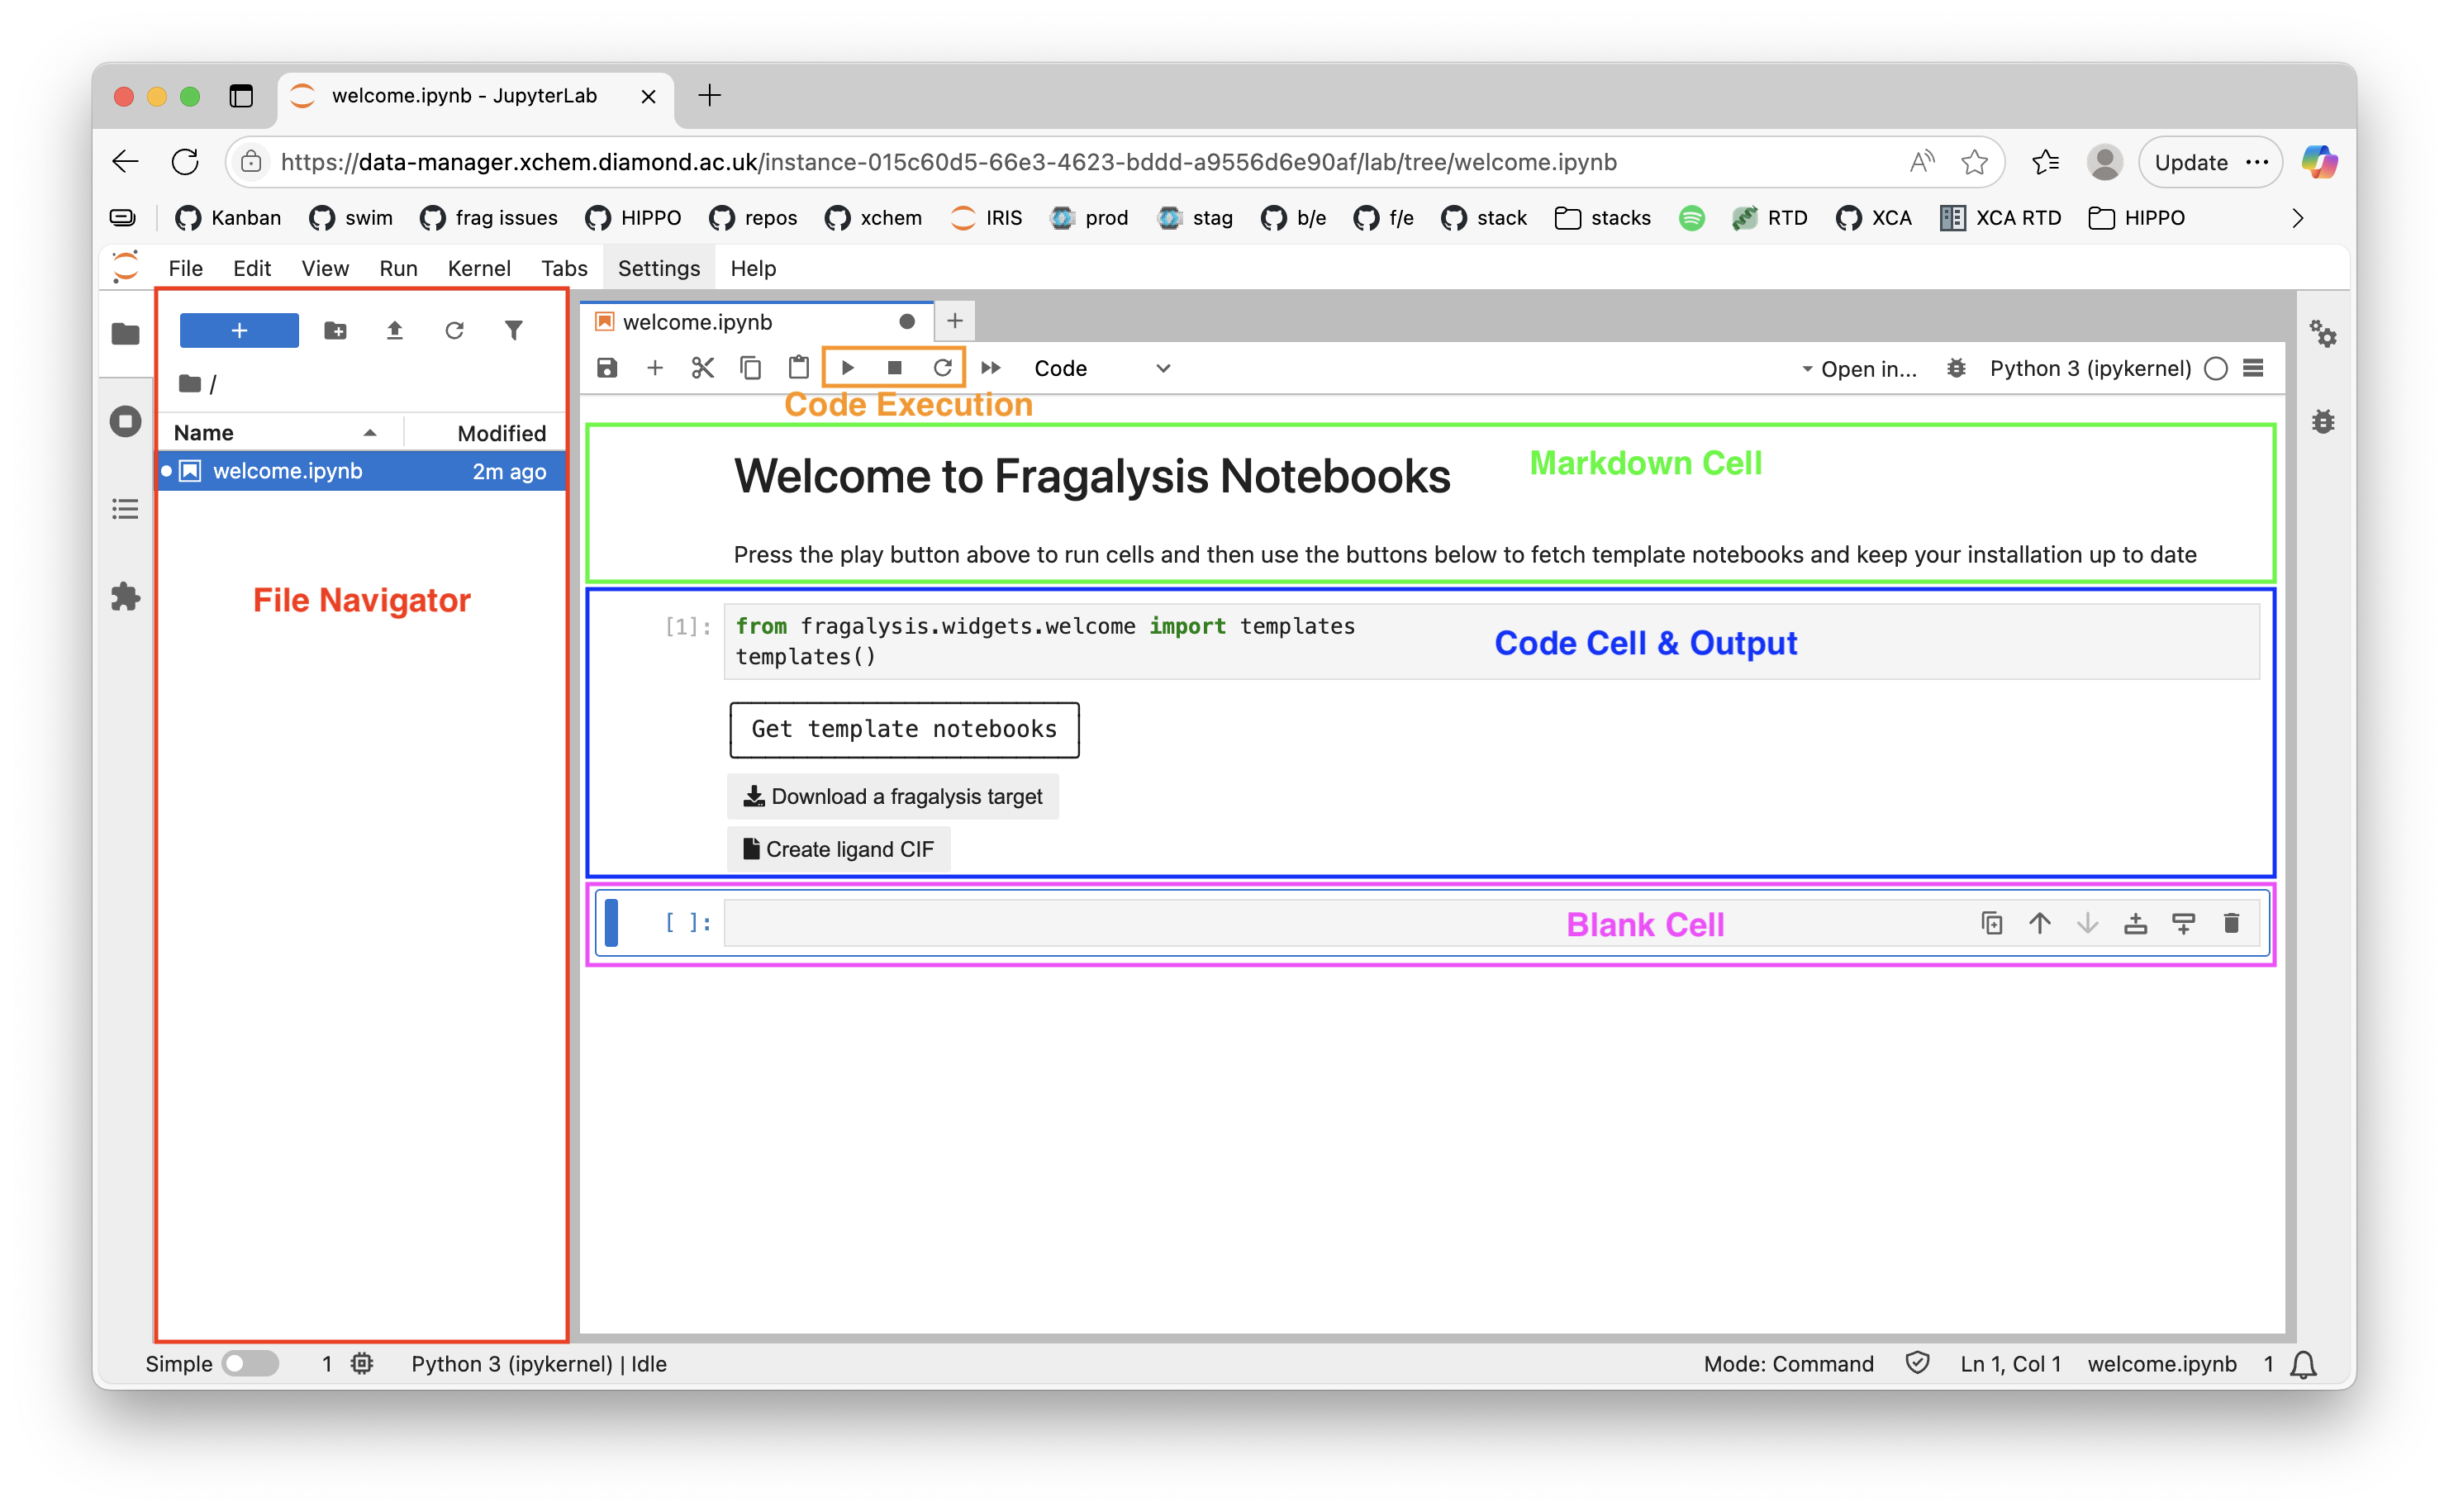 welcome.ipynb - JupyterLab
https://data-manager.xchem.diamond.ac.uk/instance-015c60d5-66e3-4623-bddd-a9556d6e90af/lab/tree/welcome.ipynb
Update
Kanban swim frag issues HIPPO repos xchem IRIS prod stag b/e f/e stack stacks RTD XCA XCA RTD HIPPO
File Edit View Run Kernel Tabs Settings Help
/
Name Modified
welcome.ipynb 2m ago
File Navigator
welcome.ipynb
Code Open in... Python 3 (ipykernel)
Code Execution
Welcome to Fragalysis Notebooks
Markdown Cell
Press the play button above to run cells and then use the buttons below to fetch template notebooks and keep your installation up to date
[1]: from fragalysis.widgets.welcome import templates
templates()
Code Cell & Output
Get template notebooks
Download a fragalysis target
Create ligand CIF
[ ]:
Blank Cell
Simple 1 Python 3 (ipykernel) | Idle Mode: Command Ln 1, Col 1 welcome.ipynb 1